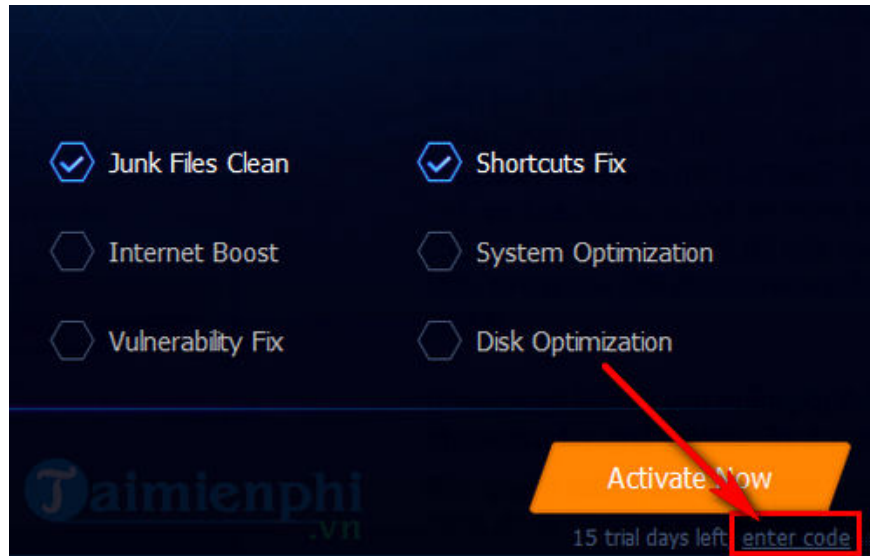 Junk Files Clean
Shortcuts Fix
Internet Boost
System Optimization
Vulnerability Fix
Disk Optimization
Activate Now
Taimienphi
.vn
15 trial days left enter code